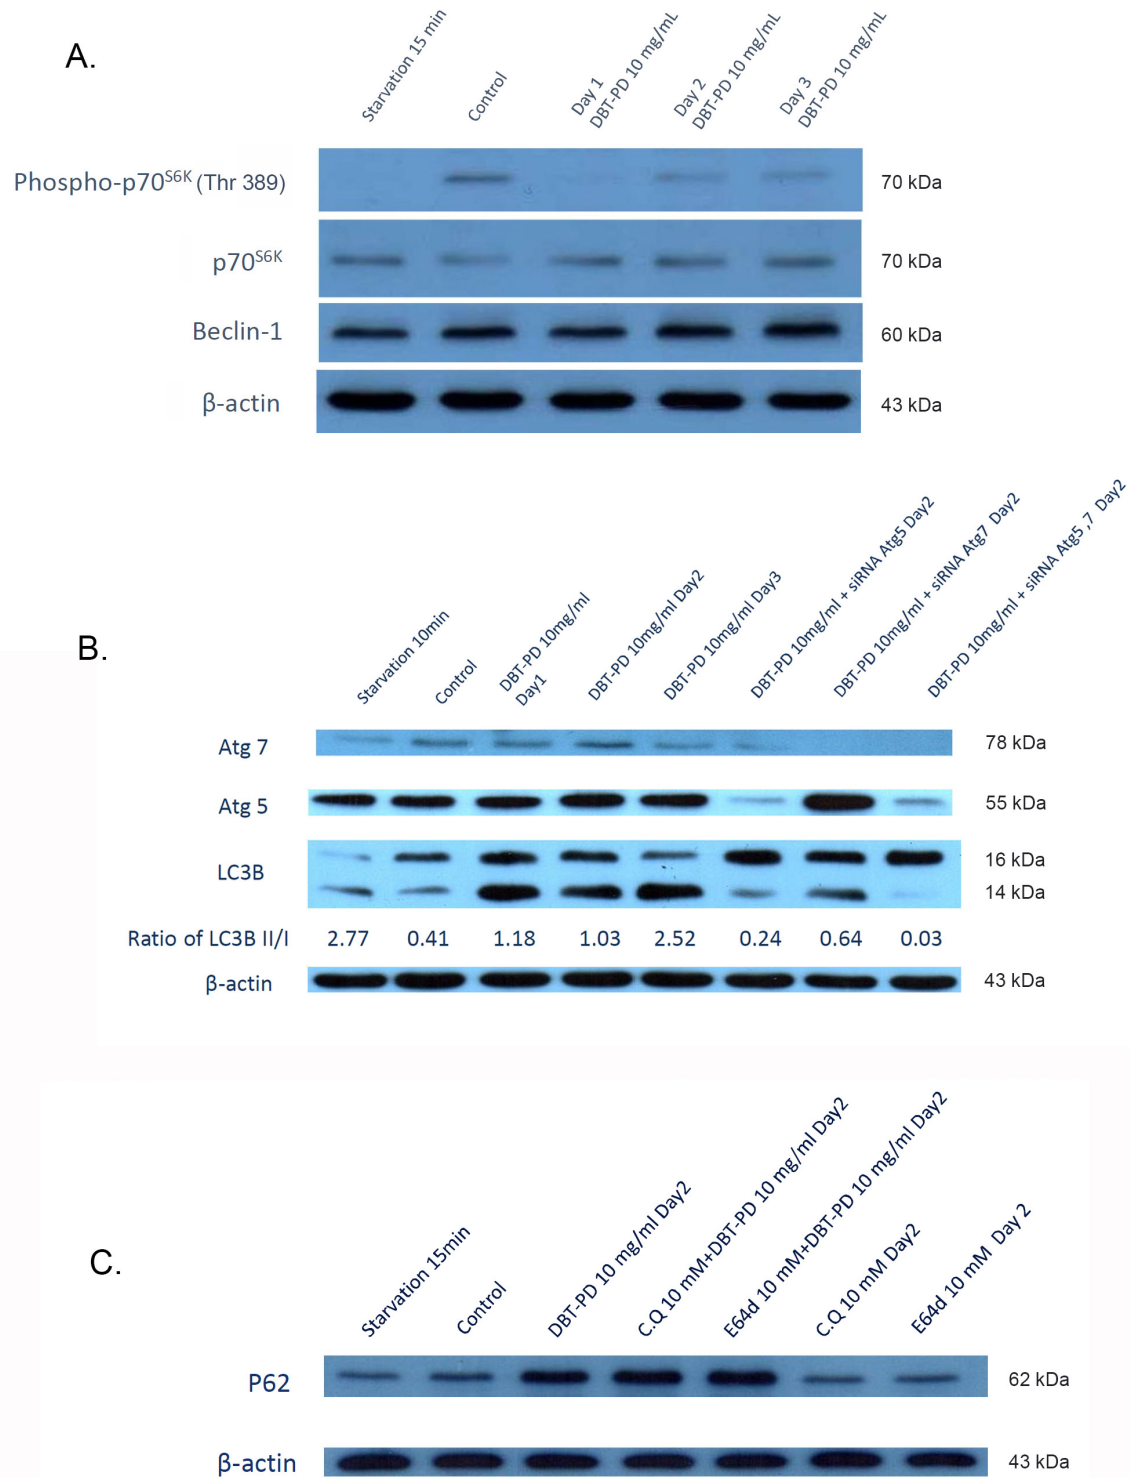 A.
Starvation 15 min
Control
Day 1
DBT-PD 10 mg/mL
Day 2
DBT-PD 10 mg/mL
Day 3
DBT-PD 10 mg/mL
Phospho-p70S6K (Thr 389)
70 kDa
p70S6K
70 kDa
Beclin-1
60 kDa
β-actin
43 kDa
B.
Starvation 10min
Control
DBT-PD 10mg/ml
Day1
DBT-PD 10mg/ml Day2
DBT-PD 10mg/ml Day3
DBT-PD 10mg/ml + siRNA Atg5 Day2
DBT-PD 10mg/ml + siRNA Atg7 Day2
DBT-PD 10mg/ml + siRNA Atg5 ,7 Day2
Atg 7
78 kDa
Atg 5
55 kDa
LC3B
16 kDa
14 kDa
Ratio of LC3B II/I 2.77 0.41 1.18 1.03 2.52 0.24 0.64 0.03
β-actin
43 kDa
C.
Starvation 15min
Control
DBT-PD 10 mg/ml Day2
C.Q 10 mM+DBT-PD 10 mg/ml Day2
E64d 10 mM+DBT-PD 10 mg/ml Day2
C.Q 10 mM Day2
E64d 10 mM Day 2
P62
62 kDa
β-actin
43 kDa